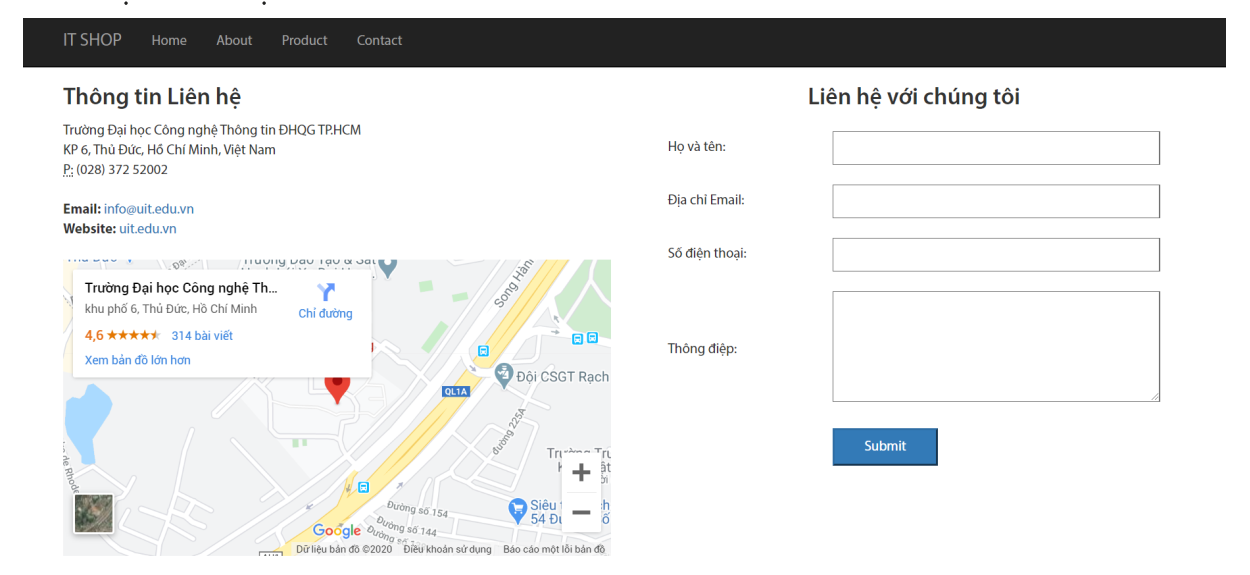 IT SHOP Home About Product Contact
Thông tin Liên hệ
Trường Đại học Công nghệ Thông tin ĐHQG TP.HCM
KP 6, Thủ Đức, Hồ Chí Minh, Việt Nam
P: (028) 372 52002
Email: info@uit.edu.vn
Website: uit.edu.vn
Trường Đại học Công nghệ Th...
khu phố 6, Thủ Đức, Hồ Chí Minh
Chỉ đường
4,6 ★★★★★ 314 bài viết
Xem bản đồ lớn hơn
Song Hành
Đội CSGT Rạch
QL1A
Đường 225A
Đường số 154
Đường số 144
Siêu
54
Google
Dữ liệu bản đồ ©2020 Điều khoản sử dụng Báo cáo một lỗi bản đồ
Liên hệ với chúng tôi
Họ và tên:
Địa chỉ Email:
Số điện thoại:
Thông điệp:
Submit